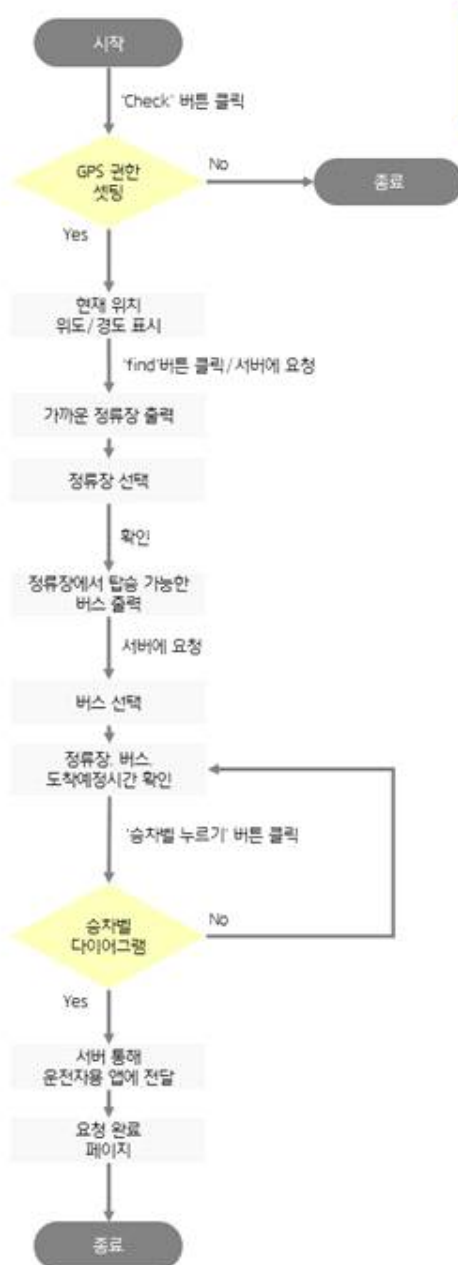 시작
'Check' 버튼 클릭
GPS 권한
셋팅
No
종료
Yes
현재 위치
위도/경도 표시
'find'버튼 클릭/서버에 요청
가까운 정류장 출력
정류장 선택
확인
정류장에서 탑승 가능한
버스 출력
서버에 요청
버스 선택
정류장, 버스,
도착예정시간 확인
'승차벨 누르기' 버튼 클릭
승차벨
다이어그램
No
Yes
서버 통해
운전자용 앱에 전달
요청 완료
페이지
종료